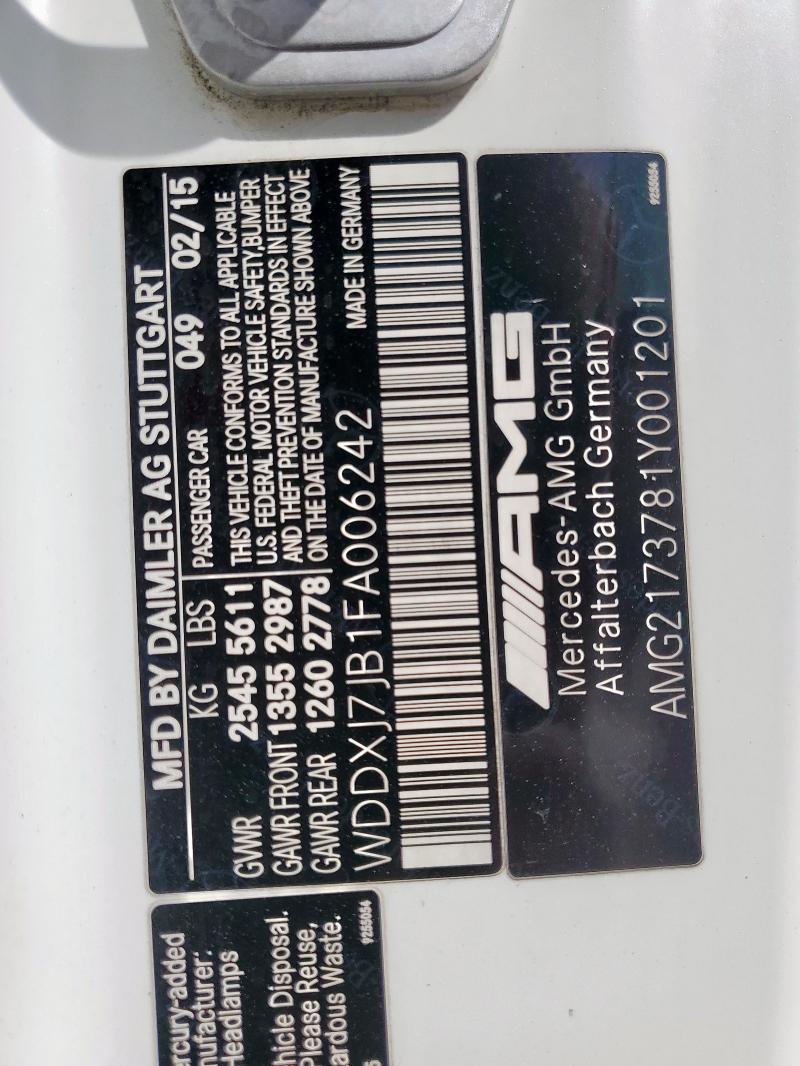 MFD BY DAIMLER AG STUTTGART
KG LBS PASSENGER CAR 049 02/15
GVWR 2545 5611
GAWR FRONT 1355 2987
GAWR REAR 1260 2778
THIS VEHICLE CONFORMS TO ALL APPLICABLE
U.S. FEDERAL MOTOR VEHICLE SAFETY,BUMPER
AND THEFT PREVENTION STANDARDS IN EFFECT
ON THE DATE OF MANUFACTURE SHOWN ABOVE
WDDXJ7JB1FA006242 MADE IN GERMANY
AMG
Mercedes-AMG GmbH
Affalterbach Germany
AMG2173781Y001201
9255054
rcury-added
nufacturer:
Headlamps
hicle Disposal.
Please Reuse,
ardous Waste.
9255054